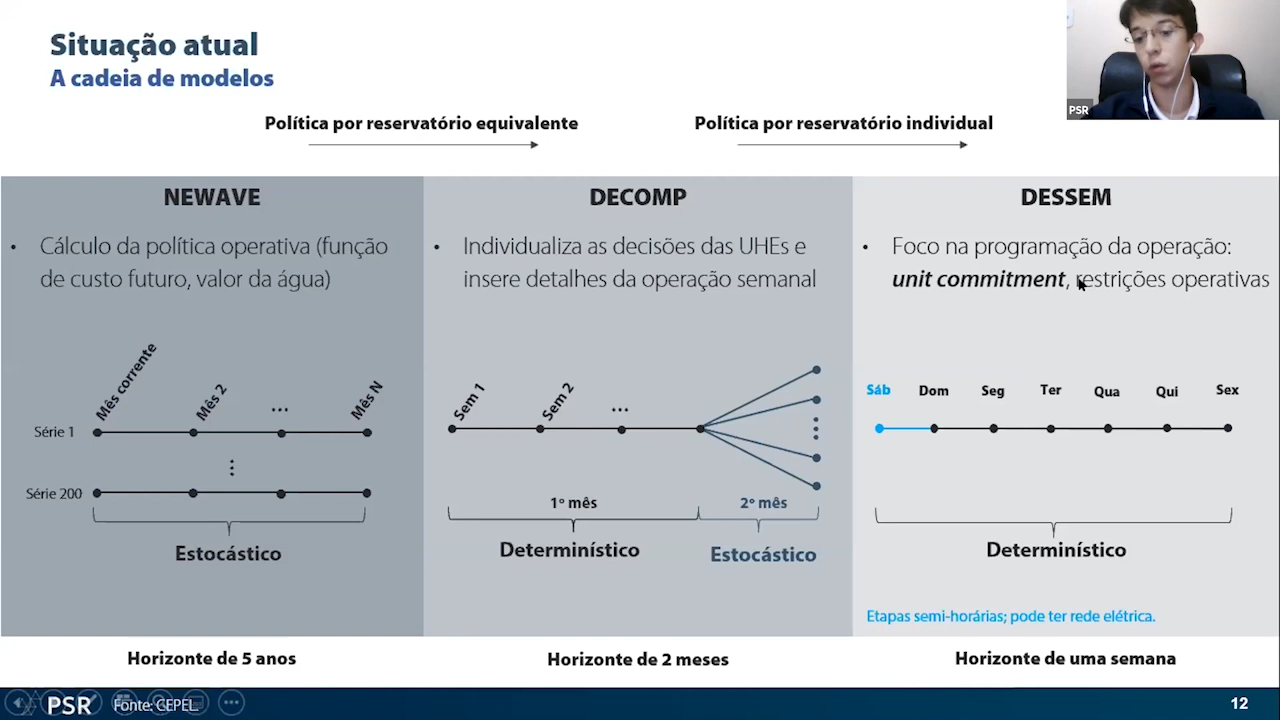 Situação atual
A cadeia de modelos
PSR
Política por reservatório equivalente
Política por reservatório individual
NEWAVE
• Cálculo da política operativa (função
de custo futuro, valor da água)
Mês corrente
Mês 2
...
Mês N
Série 1
Série 200
Estocástico
Horizonte de 5 anos
DECOMP
• Individualiza as decisões das UHEs e
insere detalhes da operação semanal
Sem 1
Sem 2
...
1º mês
2º mês
Determinístico
Estocástico
Horizonte de 2 meses
DESSEM
• Foco na programação da operação:
unit commitment, restrições operativas
Sáb Dom Seg Ter Qua Qui Sex
Determinístico
Etapas semi-horárias; pode ter rede elétrica.
Horizonte de uma semana
PSR
Fonte: CEPEL.
12